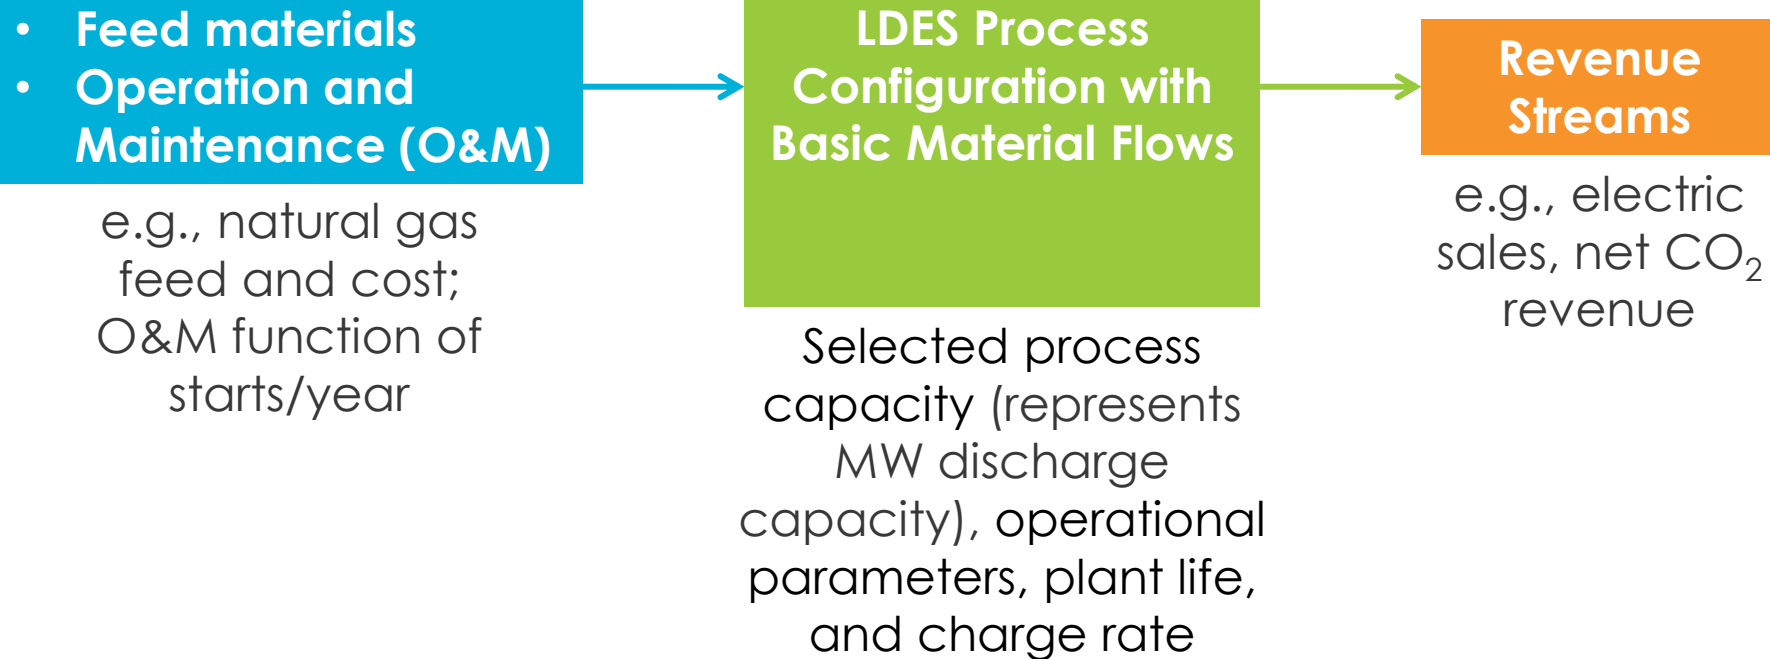 • Feed materials
• Operation and
Maintenance (O&M)
e.g., natural gas
feed and cost;
O&M function of
starts/year
LDES Process
Configuration with
Basic Material Flows
Selected process
capacity (represents
MW discharge
capacity), operational
parameters, plant life,
and charge rate
Revenue
Streams
e.g., electric
sales, net CO₂
revenue